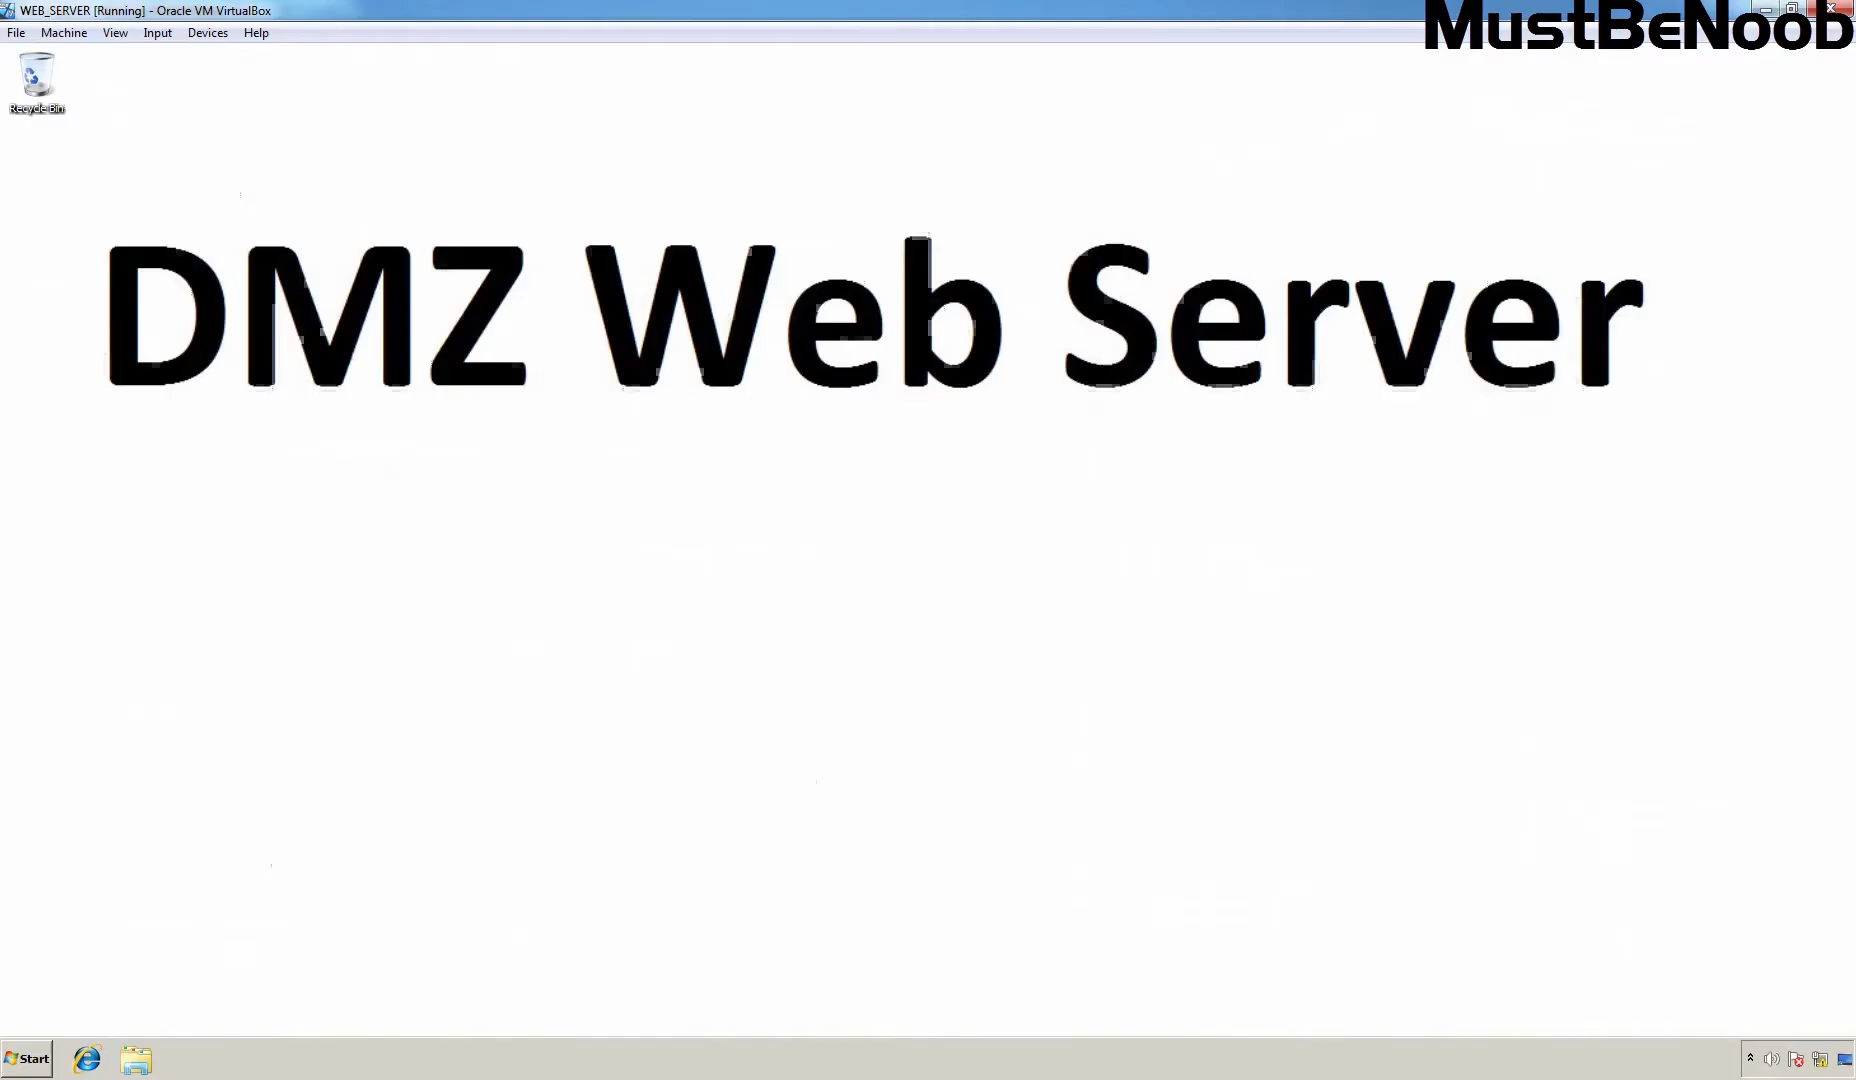 WEB_SERVER [Running] - Oracle VM VirtualBox
MustBeNoob
File Machine View Input Devices Help
Recycle Bin
DMZ Web Server
Start